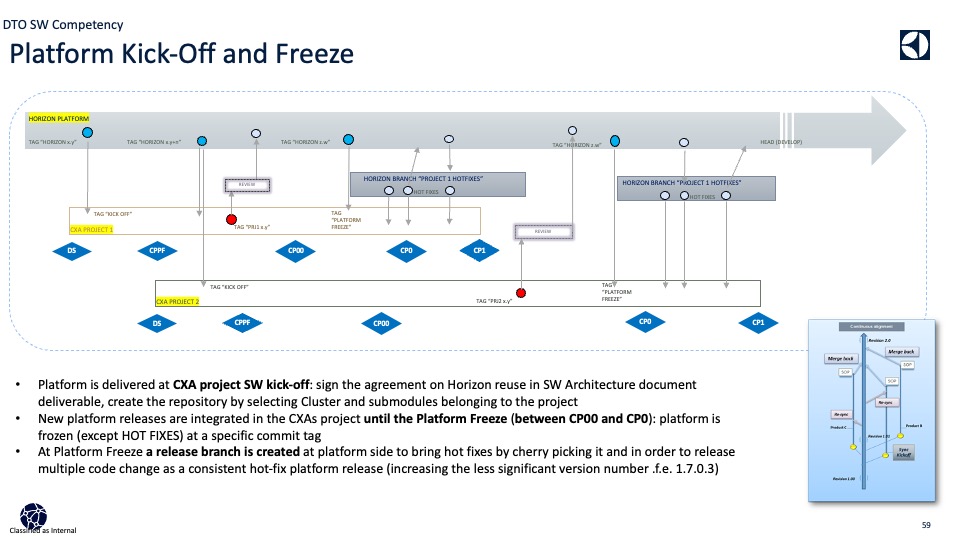 DTO SW Competency
Platform Kick-Off and Freeze
HORIZON PLATFORM
TAG "HORIZON x.y"
TAG "HORIZON x.y+n"
TAG "HORIZON z.w"
TAG "HORIZON z.w"
HEAD (DEVELOP)
REVIEW
HORIZON BRANCH "PROJECT 1 HOTFIXES"
HOT FIXES
HORIZON BRANCH "PROJECT 1 HOTFIXES"
HOT FIXES
TAG "KICK OFF"
CXA PROJECT 1
TAG "PRJ1 x.y"
TAG
"PLATFORM
FREEZE"
REVIEW
DS
CPPF
CP00
CP0
CP1
TAG "KICK OFF"
CXA PROJECT 2
TAG "PRJ2 x.y"
TAG
"PLATFORM
FREEZE"
DS
CPPF
CP00
CP0
CP1
Continuous alignment
Revision 2.0
Merge back
Merge back
SOP
SOP
SOP
Re-sync
Re-sync
Product C
Product B
Revision 1.01
Sync
Kickoff
Revision 1.00
• Platform is delivered at CXA project SW kick-off: sign the agreement on Horizon reuse in SW Architecture document
deliverable, create the repository by selecting Cluster and submodules belonging to the project
• New platform releases are integrated in the CXAs project until the Platform Freeze (between CP00 and CP0): platform is
frozen (except HOT FIXES) at a specific commit tag
• At Platform Freeze a release branch is created at platform side to bring hot fixes by cherry picking it and in order to release
multiple code change as a consistent hot-fix platform release (increasing the less significant version number .f.e. 1.7.0.3)
Classified as Internal
59